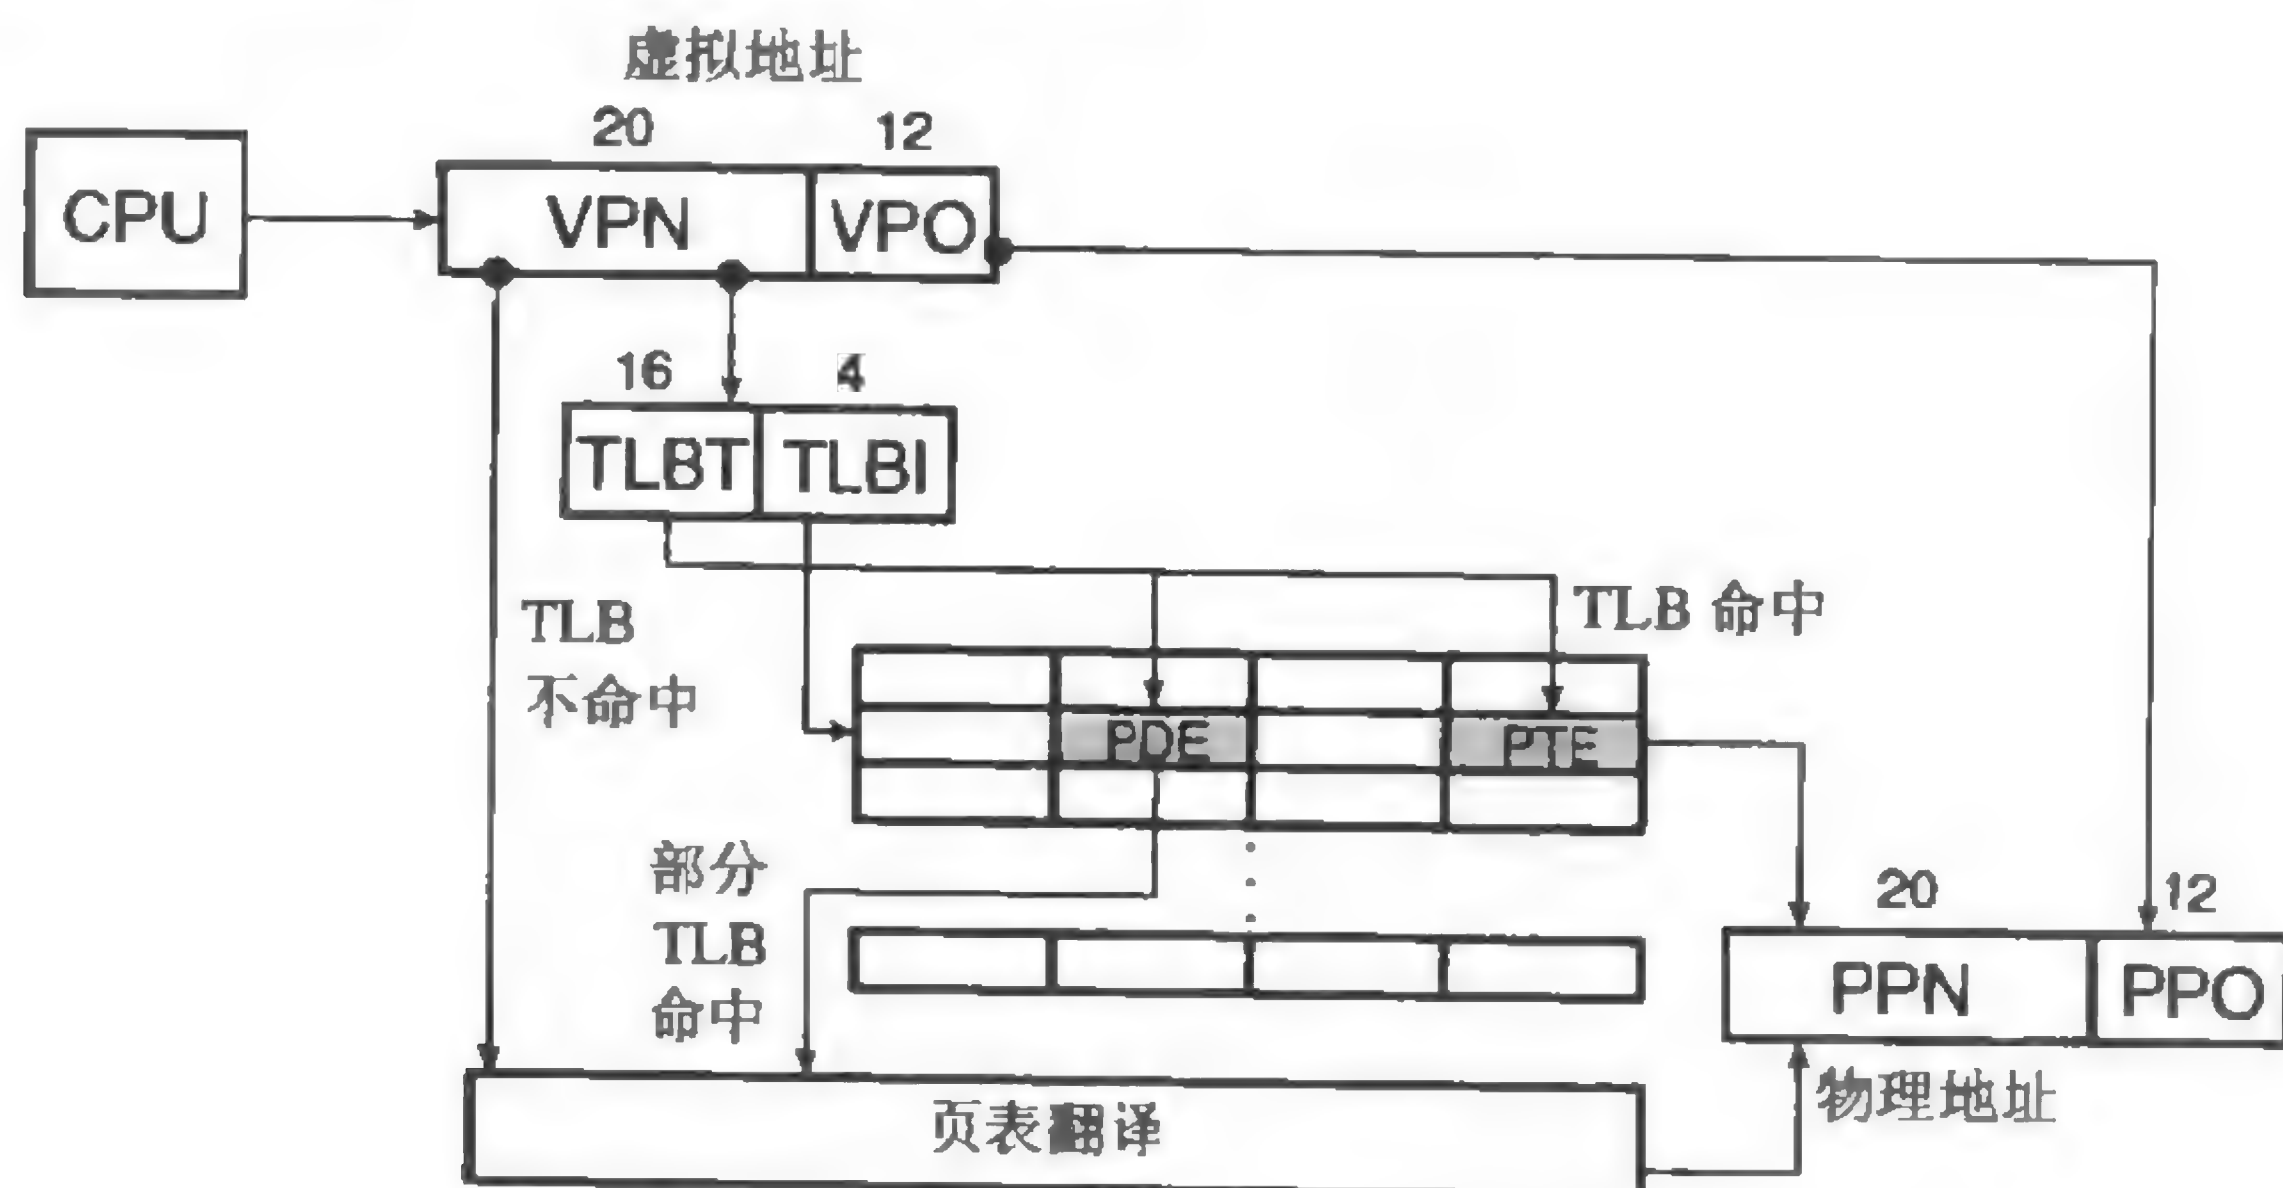 虚拟地址
20 12
CPU
VPN VPO
16 4
TLBT TLBI
TLB
不命中
TLB 命中
PDE PTE
部分
TLB
命中
20 12
PPN PPO
物理地址
页表翻译